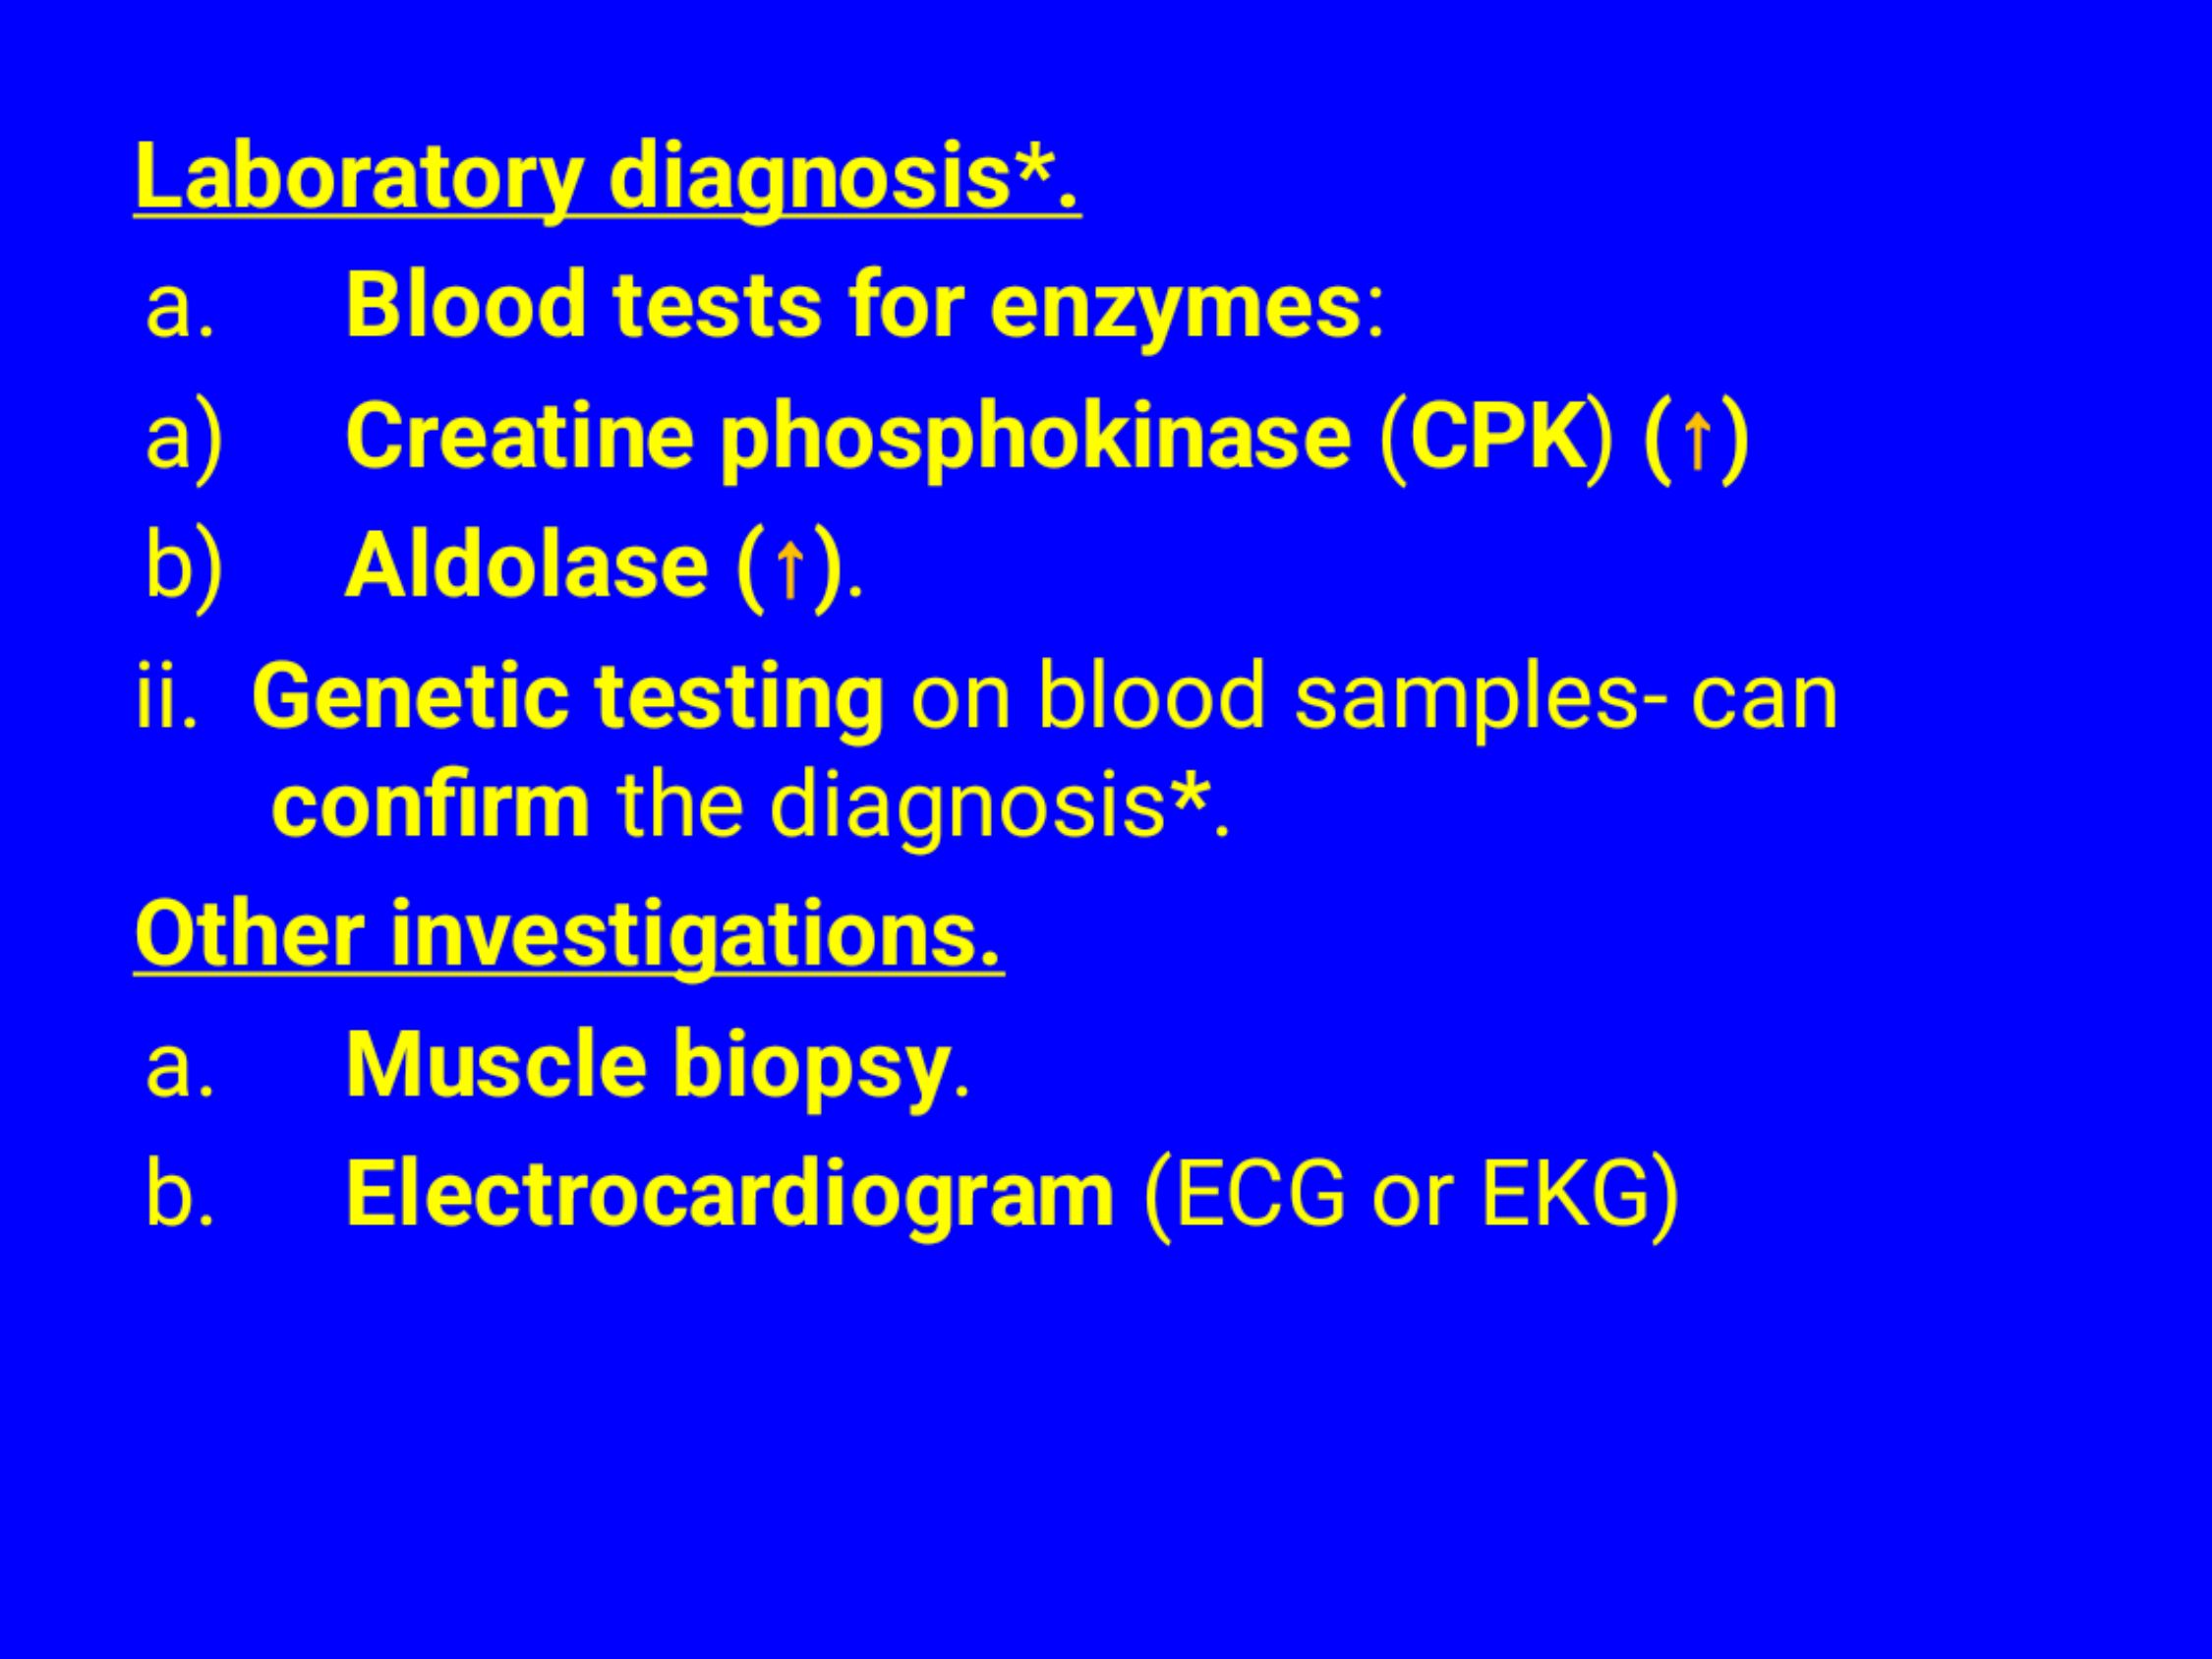 Laboratory diagnosis*.
a. Blood tests for enzymes:
a) Creatine phosphokinase (CPK) (↑)
b) Aldolase (↑).
ii. Genetic testing on blood samples- can
confirm the diagnosis*.
Other investigations.
a. Muscle biopsy.
b. Electrocardiogram (ECG or EKG)